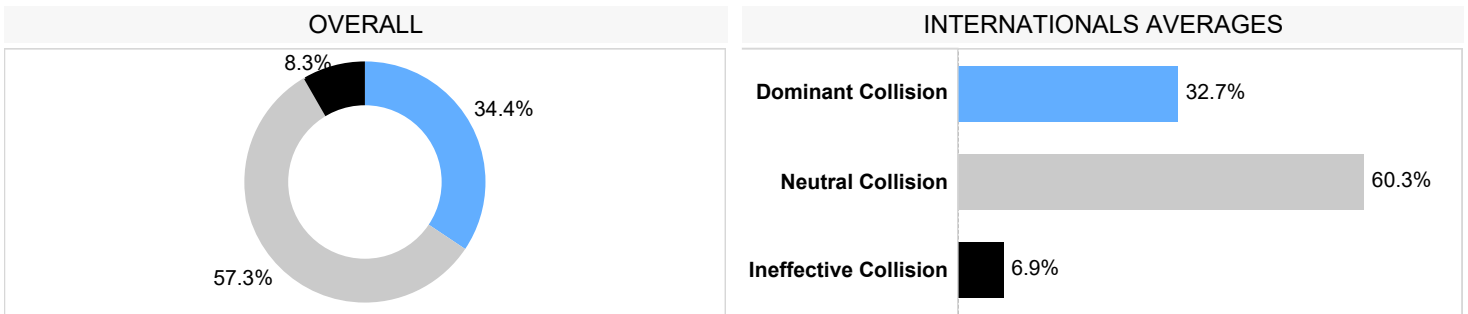 OVERALL
8.3%
34.4%
57.3%
INTERNATIONALS AVERAGES
Dominant Collision 32.7%
Neutral Collision 60.3%
Ineffective Collision 6.9%